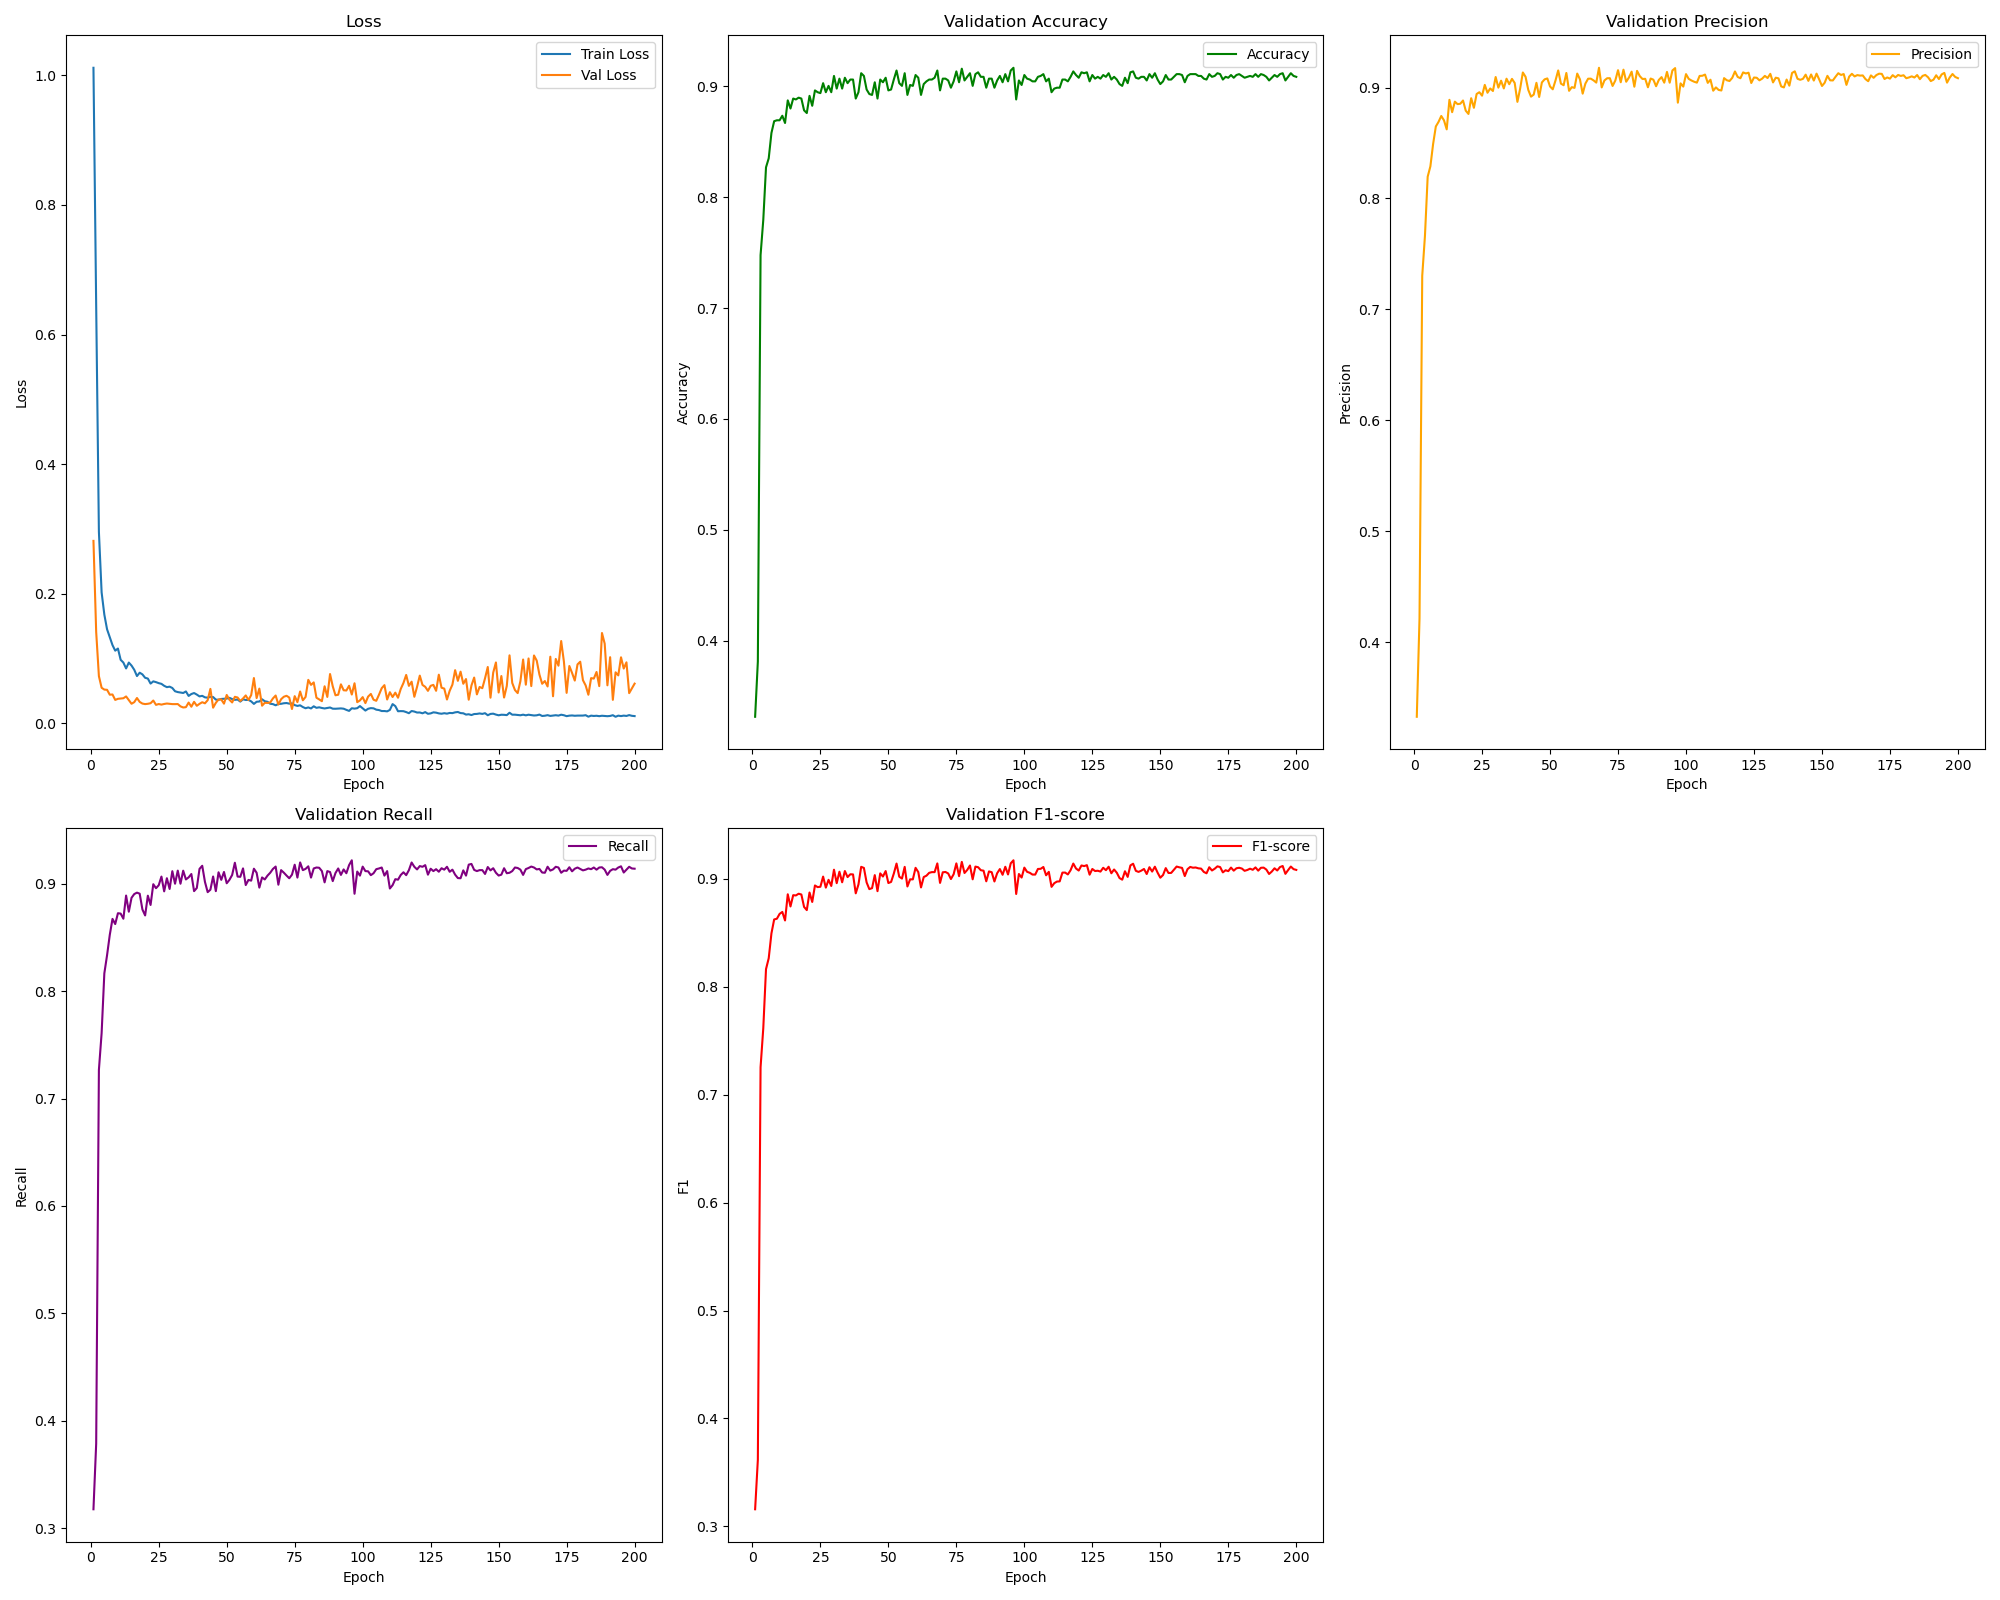 Loss
Train Loss
Val Loss
1.0
0.8
0.6
0.4
0.2
0.0
Loss
0 25 50 75 100 125 150 175 200
Epoch
Validation Accuracy
Accuracy
0.9
0.8
0.7
0.6
0.5
0.4
Accuracy
0 25 50 75 100 125 150 175 200
Epoch
Validation Precision
Precision
0.9
0.8
0.7
0.6
0.5
0.4
Precision
0 25 50 75 100 125 150 175 200
Epoch
Validation Recall
Recall
0.9
0.8
0.7
0.6
0.5
0.4
0.3
Recall
0 25 50 75 100 125 150 175 200
Epoch
Validation F1-score
F1-score
0.9
0.8
0.7
0.6
0.5
0.4
0.3
F1
0 25 50 75 100 125 150 175 200
Epoch